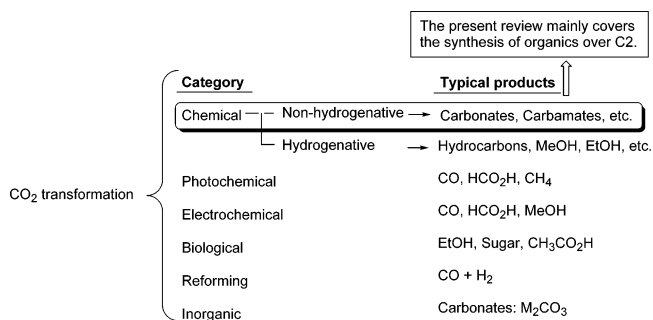 The present review mainly covers
the synthesis of organics over C2.
Category Typical products
Chemical Non-hydrogenative Carbonates, Carbamates, etc.
Hydrogenative Hydrocarbons, MeOH, EtOH, etc.
Photochemical CO, HCO₂H, CH₄
CO₂ transformation
Electrochemical CO, HCO₂H, MeOH
Biological EtOH, Sugar, CH₃CO₂H
Reforming CO + H₂
Inorganic Carbonates: M₂CO₃